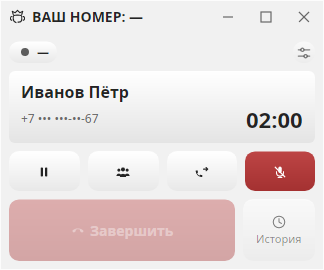 ВАШ НОМЕР: —
—
Иванов Пётр
+7 ••• •••-••-67
02:00
Завершить
История